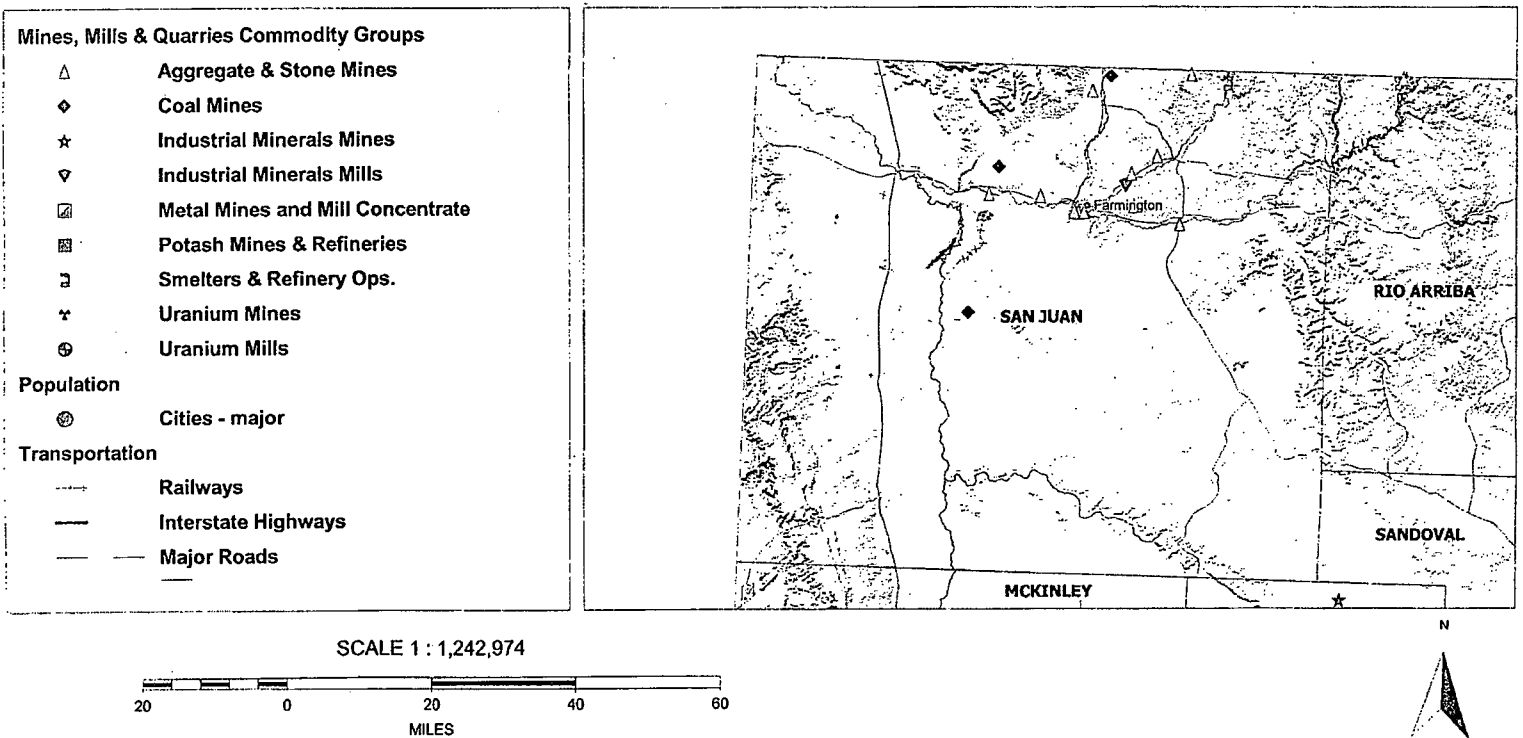 Mines, Mills & Quarries Commodity Groups
Aggregate & Stone Mines
Coal Mines
Industrial Minerals Mines
Industrial Minerals Mills
Metal Mines and Mill Concentrate
Potash Mines & Refineries
Smelters & Refinery Ops.
Uranium Mines
Uranium Mills
Population
Cities - major
Transportation
Railways
Interstate Highways
Major Roads
Farmington
RIO ARRIBA
SAN JUAN
SANDOVAL
MCKINLEY
SCALE 1 : 1,242,974
20 0 20 40 60
MILES
N